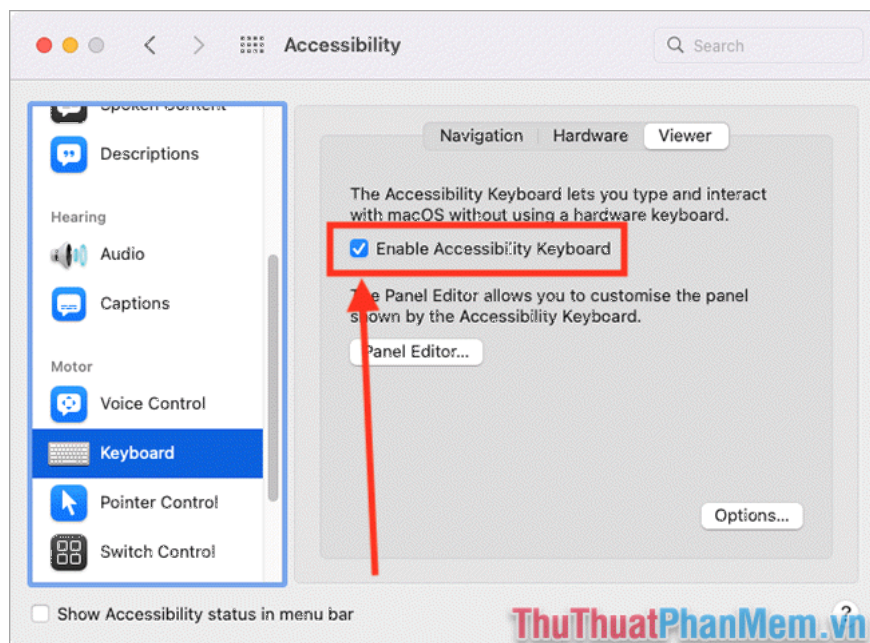 Accessibility
Search
Spoken Content
Descriptions
Hearing
Audio
Captions
Motor
Voice Control
Keyboard
Pointer Control
Switch Control
Navigation
Hardware
Viewer
The Accessibility Keyboard lets you type and interact
with macOS without using a hardware keyboard.
Enable Accessibility Keyboard
The Panel Editor allows you to customise the panel
shown by the Accessibility Keyboard.
Panel Editor...
Options...
Show Accessibility status in menu bar
?
ThuThuatPhanMem.vn